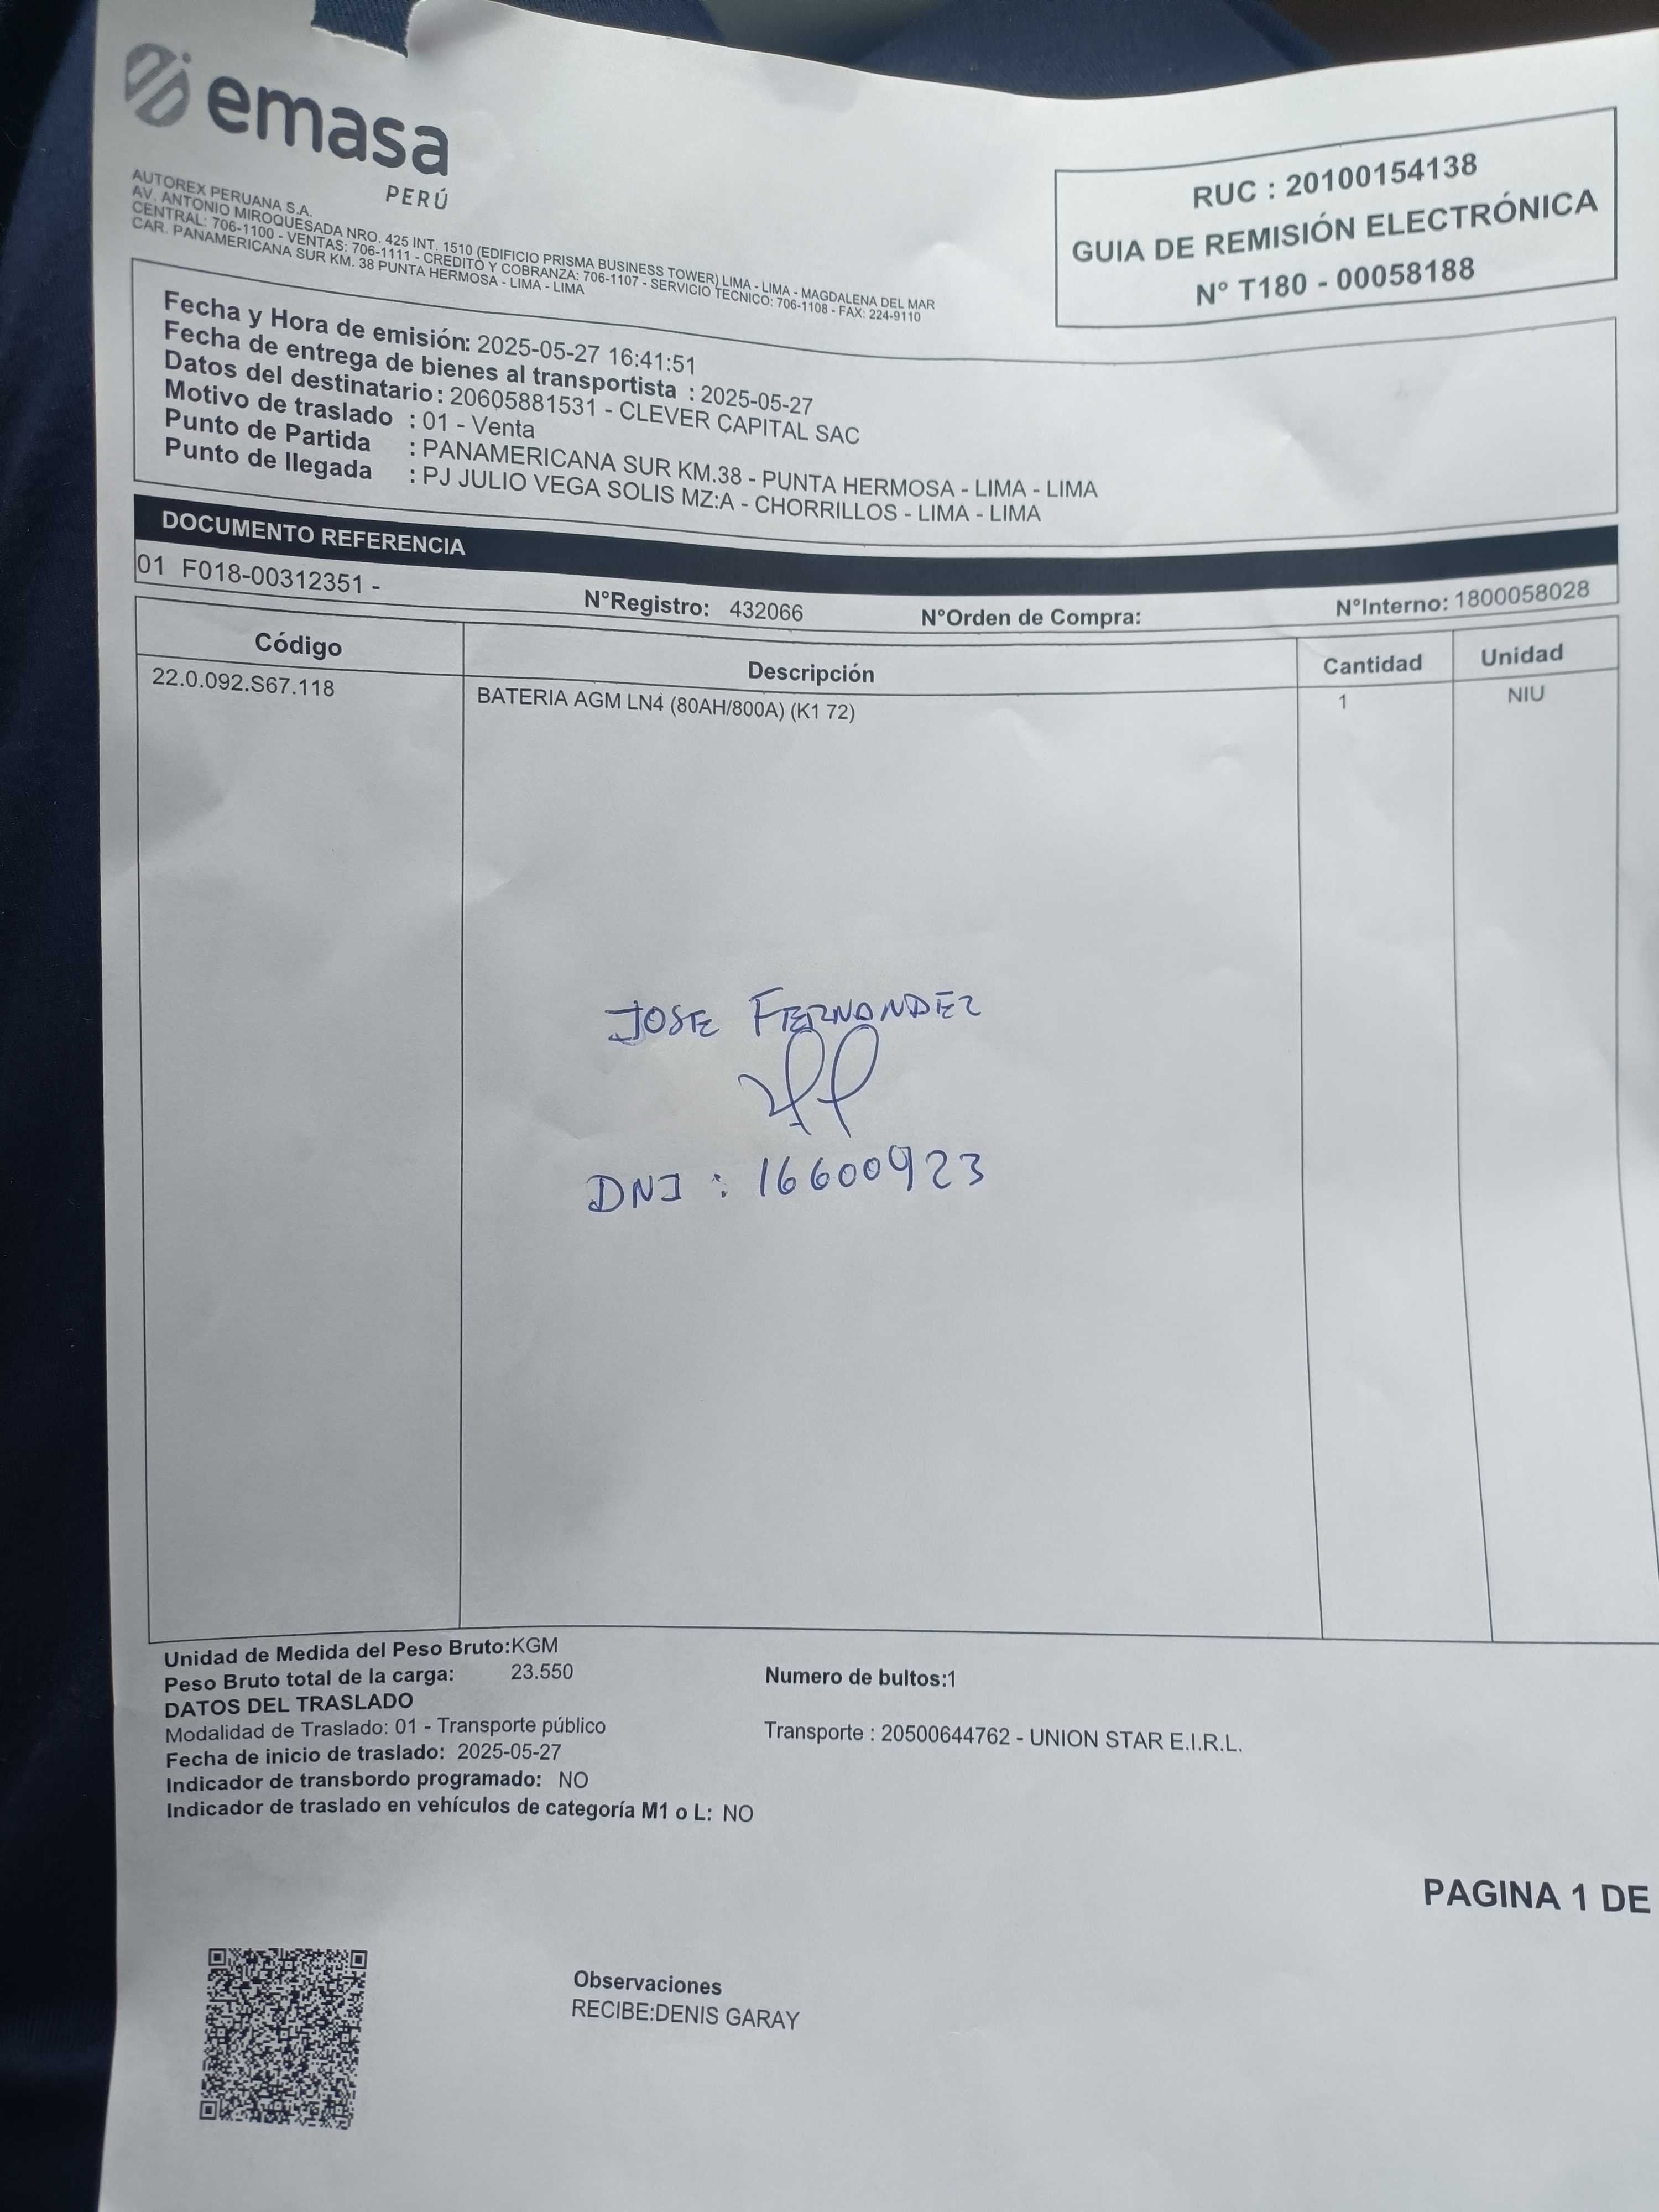 emasa
PERÚ
AUTOREX PERUANA S.A.
AV. ANTONIO MIROQUESADA NRO. 425 INT. 1510 (EDIFICIO PRISMA BUSINESS TOWER) LIMA - LIMA - MAGDALENA DEL MAR
CENTRAL: 706-1100 - VENTAS: 706-1111 - CREDITO Y COBRANZA: 706-1107 - SERVICIO TECNICO: 706-1108 - FAX: 224-9110
CAR. PANAMERICANA SUR KM. 38 PUNTA HERMOSA - LIMA - LIMA
RUC : 20100154138
GUIA DE REMISIÓN ELECTRÓNICA
N° T180 - 00058188
Fecha y Hora de emisión: 2025-05-27 16:41:51
Fecha de entrega de bienes al transportista : 2025-05-27
Datos del destinatario: 20605881531 - CLEVER CAPITAL SAC
Motivo de traslado : 01 - Venta
Punto de Partida : PANAMERICANA SUR KM.38 - PUNTA HERMOSA - LIMA - LIMA
Punto de llegada : PJ JULIO VEGA SOLIS MZ:A - CHORRILLOS - LIMA - LIMA
DOCUMENTO REFERENCIA
01 F018-00312351 - N°Registro: 432066 N°Orden de Compra: N°Interno: 1800058028
Código Descripción Cantidad Unidad
22.0.092.S67.118 BATERIA AGM LN4 (80AH/800A) (K1 72) 1 NIU
JOSE FERNANDEZ
DNI : 16600923
Unidad de Medida del Peso Bruto:KGM
Peso Bruto total de la carga: 23.550 Numero de bultos:1
DATOS DEL TRASLADO
Modalidad de Traslado: 01 - Transporte público Transporte : 20500644762 - UNION STAR E.I.R.L.
Fecha de inicio de traslado: 2025-05-27
Indicador de transbordo programado: NO
Indicador de traslado en vehículos de categoría M1 o L: NO
PAGINA 1 DE
Observaciones
RECIBE:DENIS GARAY